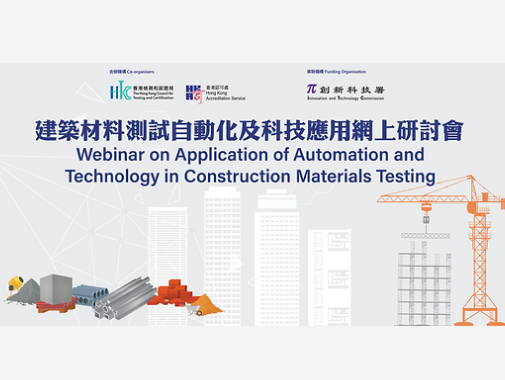 合辦機構 Co-organisers
資助機構 Funding Organisation
HKCTC
香港檢測和認證局
The Hong Kong Council for
Testing and Certification
香港認可處
Hong Kong
Accreditation Service
創新科技署
Innovation and Technology Commission
建築材料測試自動化及科技應用網上研討會
Webinar on Application of Automation and
Technology in Construction Materials Testing